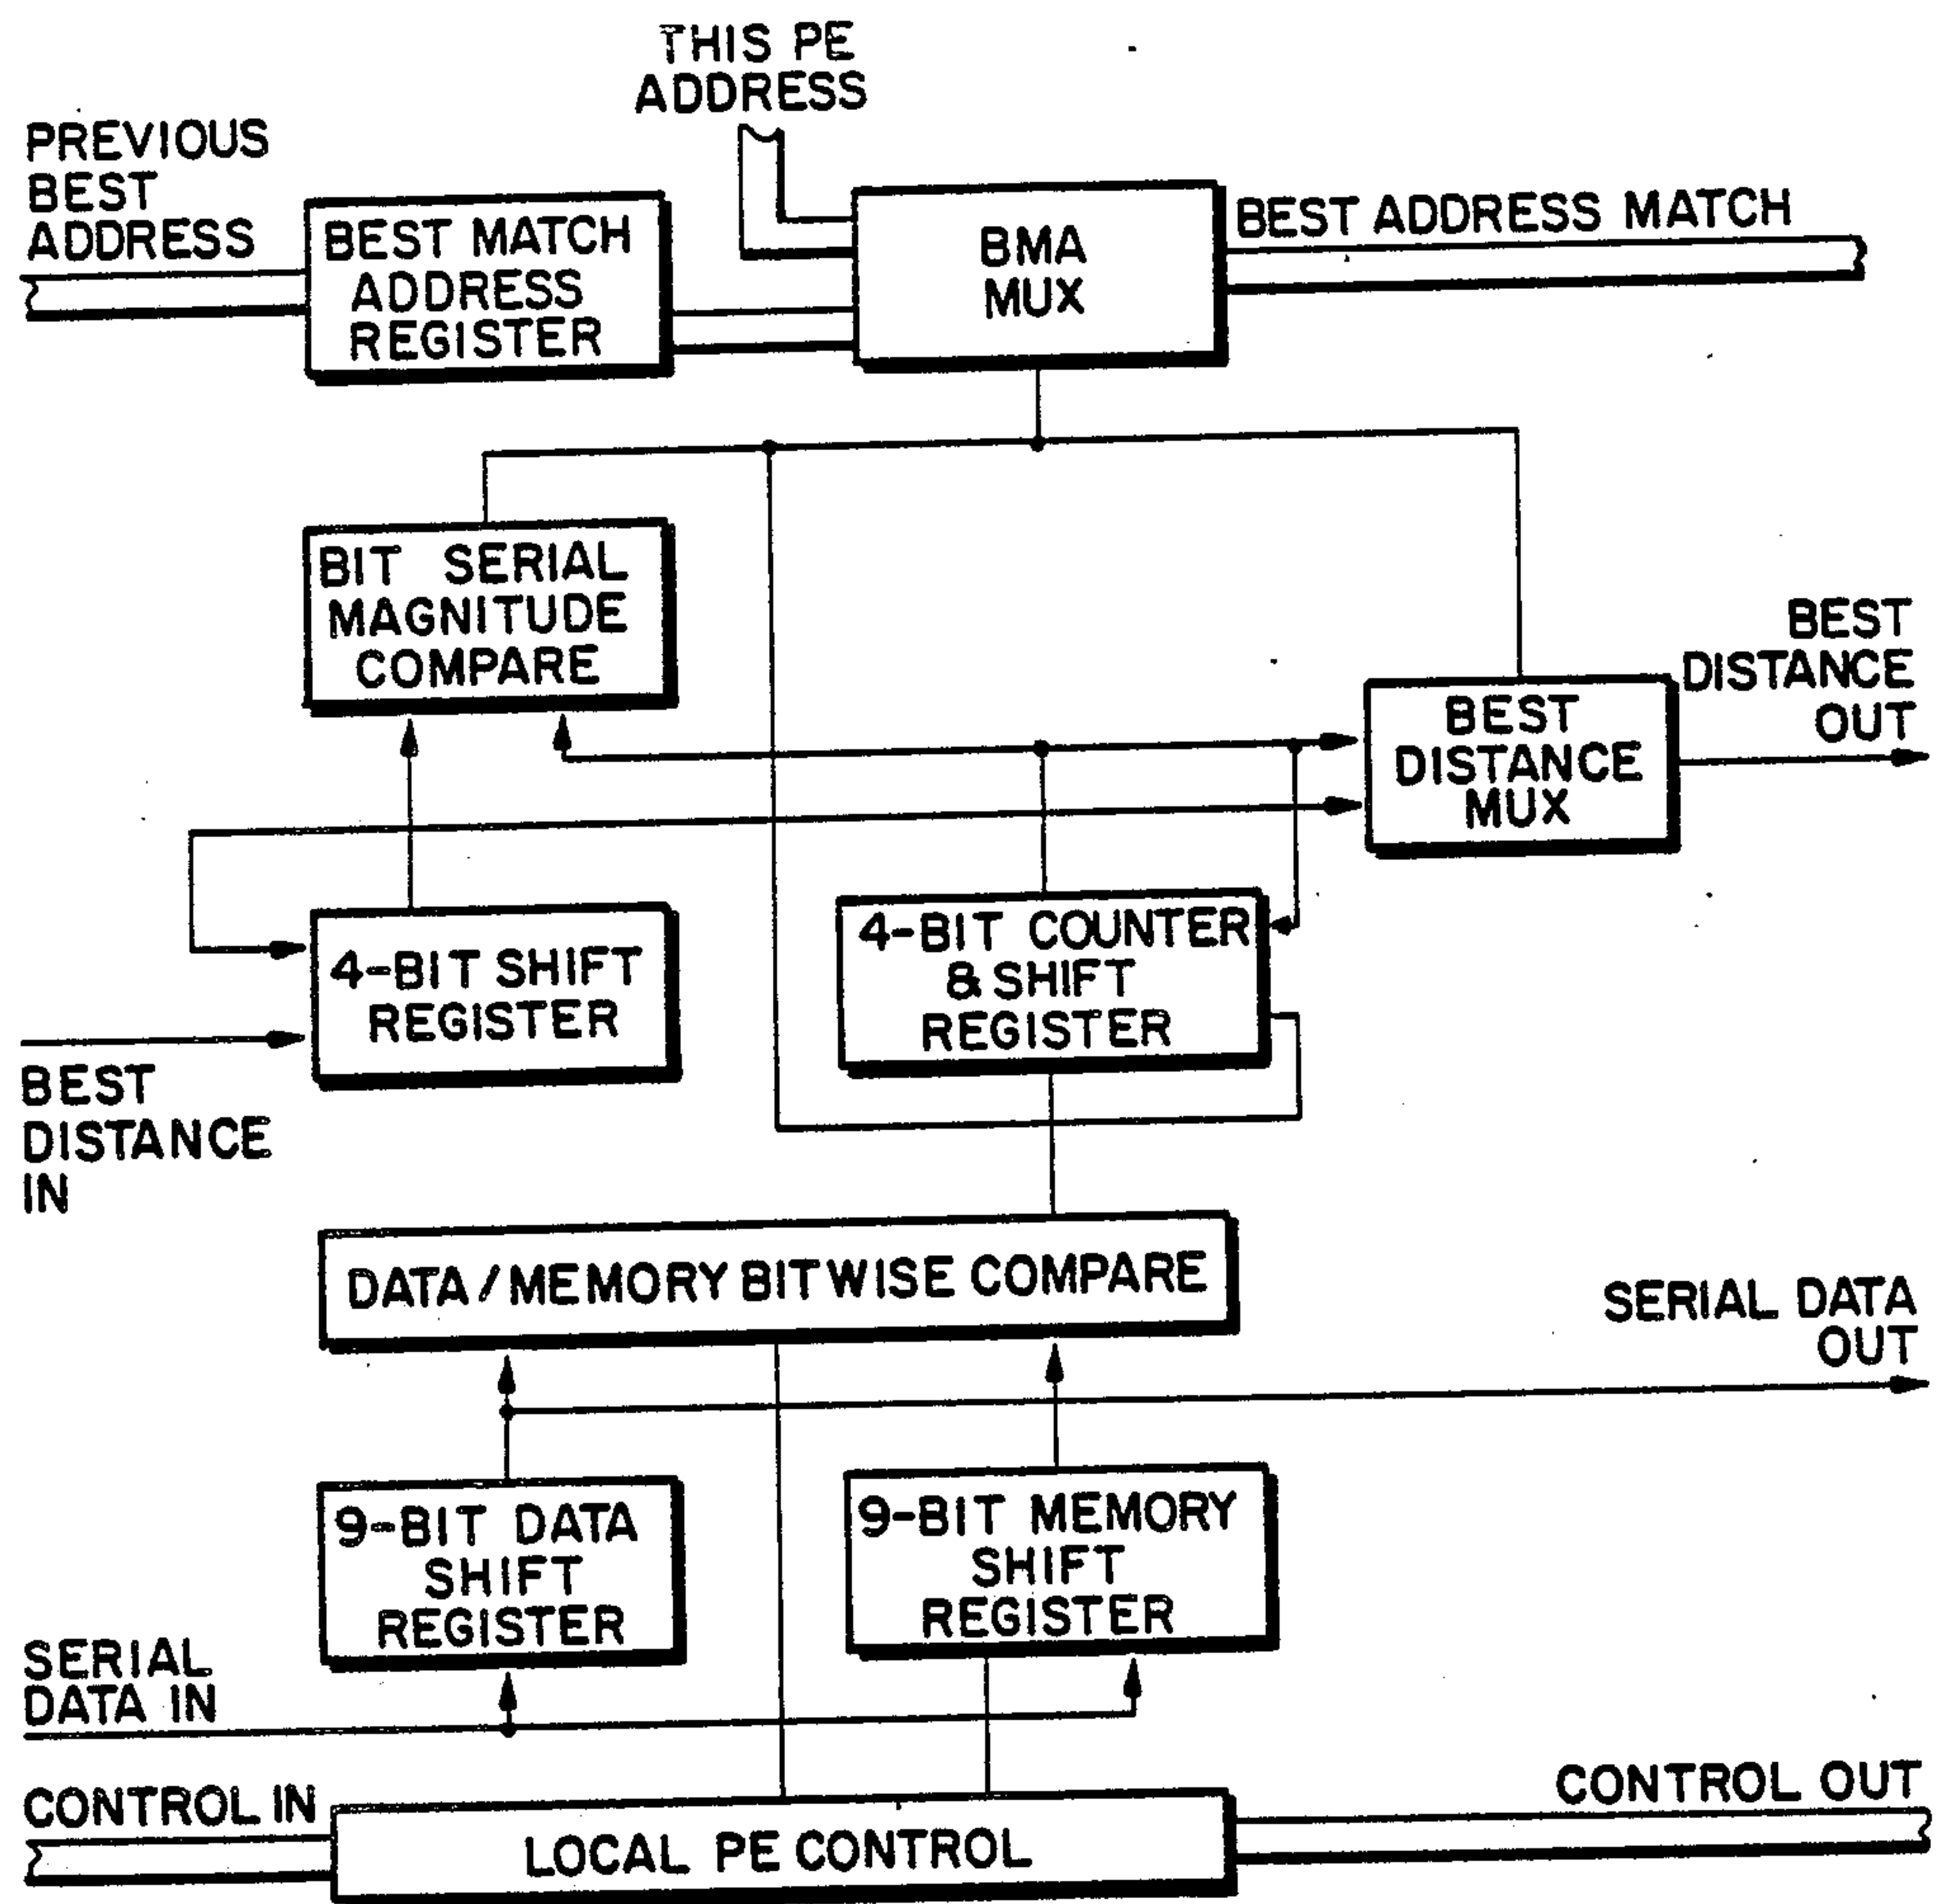 THIS PE
ADDRESS
PREVIOUS
BEST
ADDRESS
BEST MATCH
ADDRESS
REGISTER
BMA
MUX
BEST ADDRESS MATCH
BIT SERIAL
MAGNITUDE
COMPARE
BEST
DISTANCE
OUT
BEST
DISTANCE
MUX
4-BIT SHIFT
REGISTER
4-BIT COUNTER
& SHIFT
REGISTER
BEST
DISTANCE
IN
DATA/MEMORY BITWISE COMPARE
SERIAL DATA
OUT
9-BIT DATA
SHIFT
REGISTER
9-BIT MEMORY
SHIFT
REGISTER
SERIAL
DATA IN
CONTROL IN
LOCAL PE CONTROL
CONTROL OUT